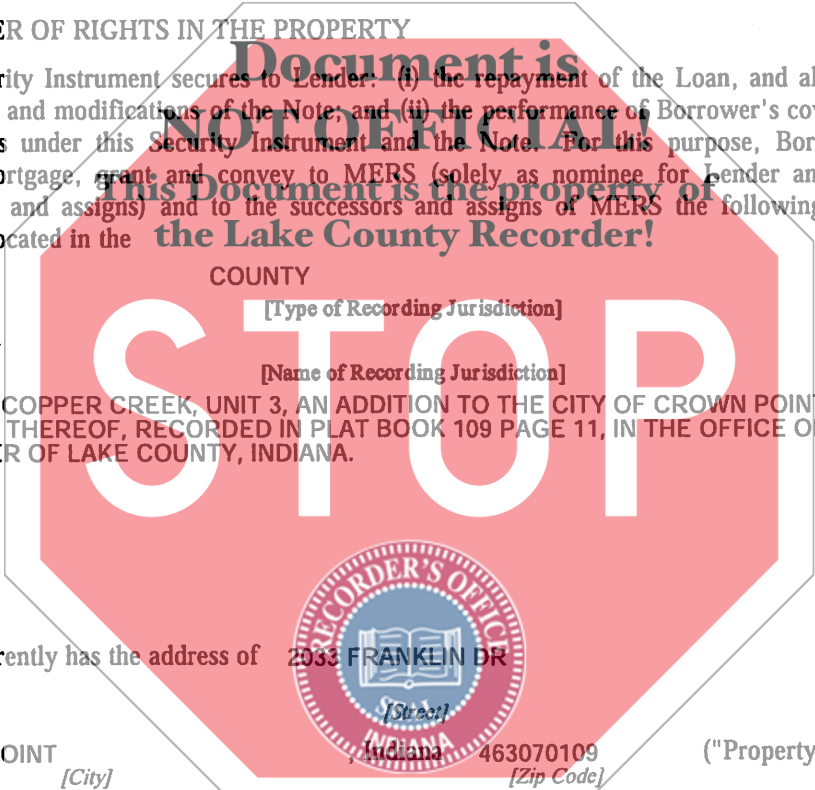 ER OF RIGHTS IN THE PROPERTY
Document is
rity Instrument secures to Lender: (i) the repayment of the Loan, and al
and modifications of the Note; and (ii) the performance of Borrower's cov
NOT OFFICIAL!
s under this Security Instrument and the Note. For this purpose, Bor
ortgage, grant and convey to MERS (solely as nominee for Lender an
This Document is the property of
and assigns) and to the successors and assigns of MERS the following
ocated in the
the Lake County Recorder!
COUNTY
[Type of Recording Jurisdiction]
STOP
[Name of Recording Jurisdiction]
COPPER CREEK, UNIT 3, AN ADDITION TO THE CITY OF CROWN POIN
THEREOF, RECORDED IN PLAT BOOK 109 PAGE 11, IN THE OFFICE O
R OF LAKE COUNTY, INDIANA.
RECORDER'S OFFICE
rently has the address of 2033 FRANKLIN DR
SEAL
[Street]
INDIANA
OINT , Indiana 463070109 ("Property
[City] [Zip Code]